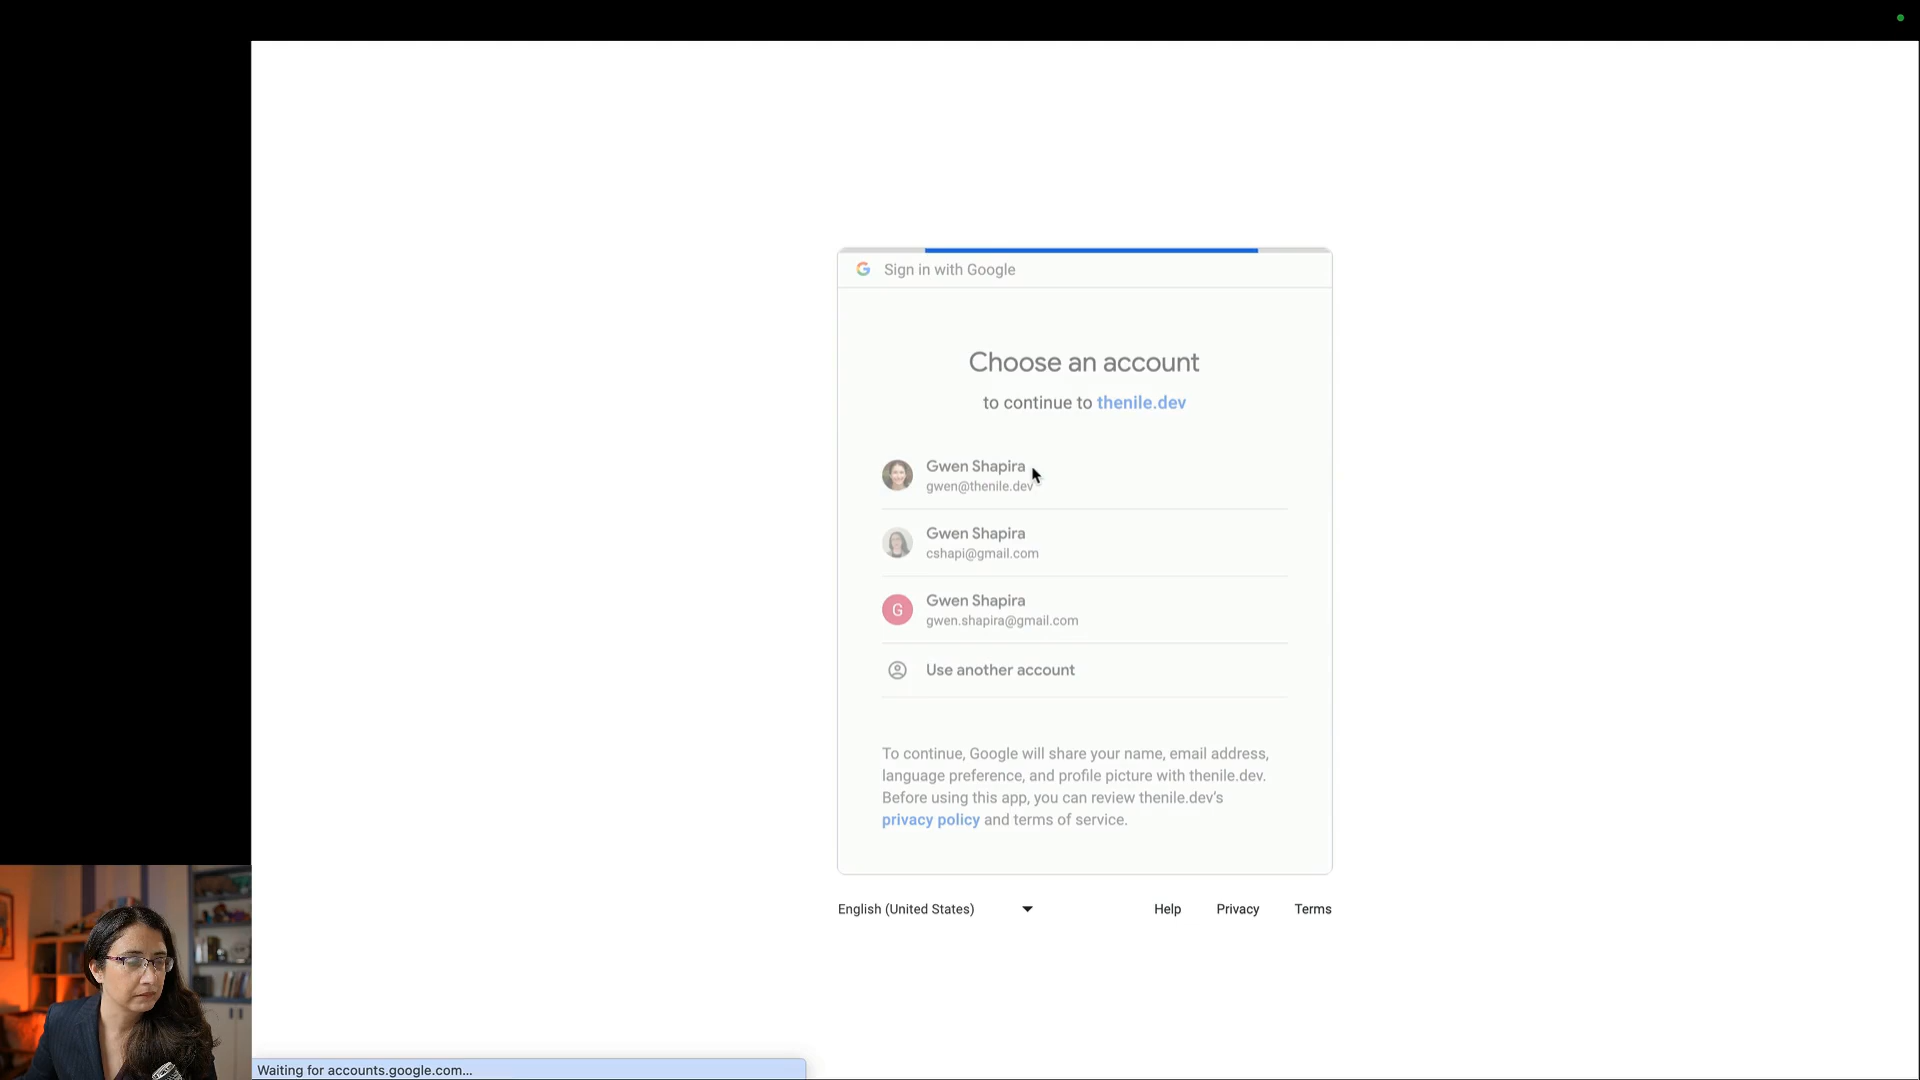 Sign in with Google
Choose an account
to continue to thenile.dev
Gwen Shapira
gwen@thenile.dev
Gwen Shapira
cshapi@gmail.com
G
Gwen Shapira
gwen.shapira@gmail.com
Use another account
To continue, Google will share your name, email address,
language preference, and profile picture with thenile.dev.
Before using this app, you can review thenile.dev's
privacy policy and terms of service.
English (United States)
Help
Privacy
Terms
Waiting for accounts.google.com...